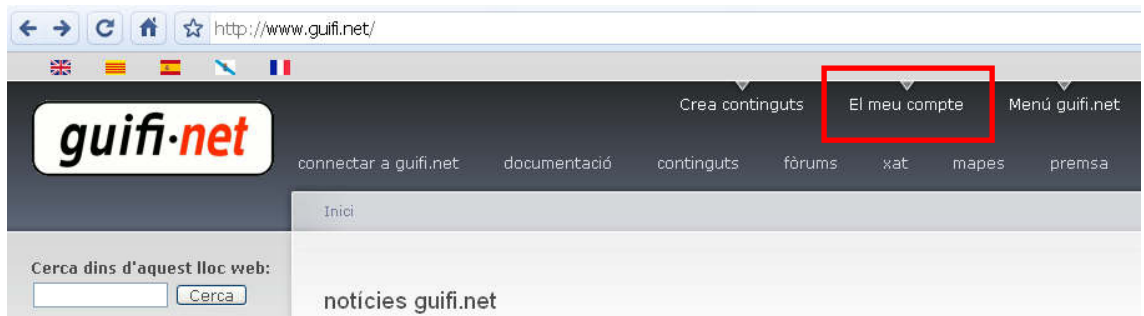 http://www.guifi.net/
Crea continguts El meu compte Menú guifi.net
guifi·net
connectar a guifi.net documentació continguts fòrums xat mapes premsa
Inici
Cerca dins d'aquest lloc web:
Cerca
notícies guifi.net